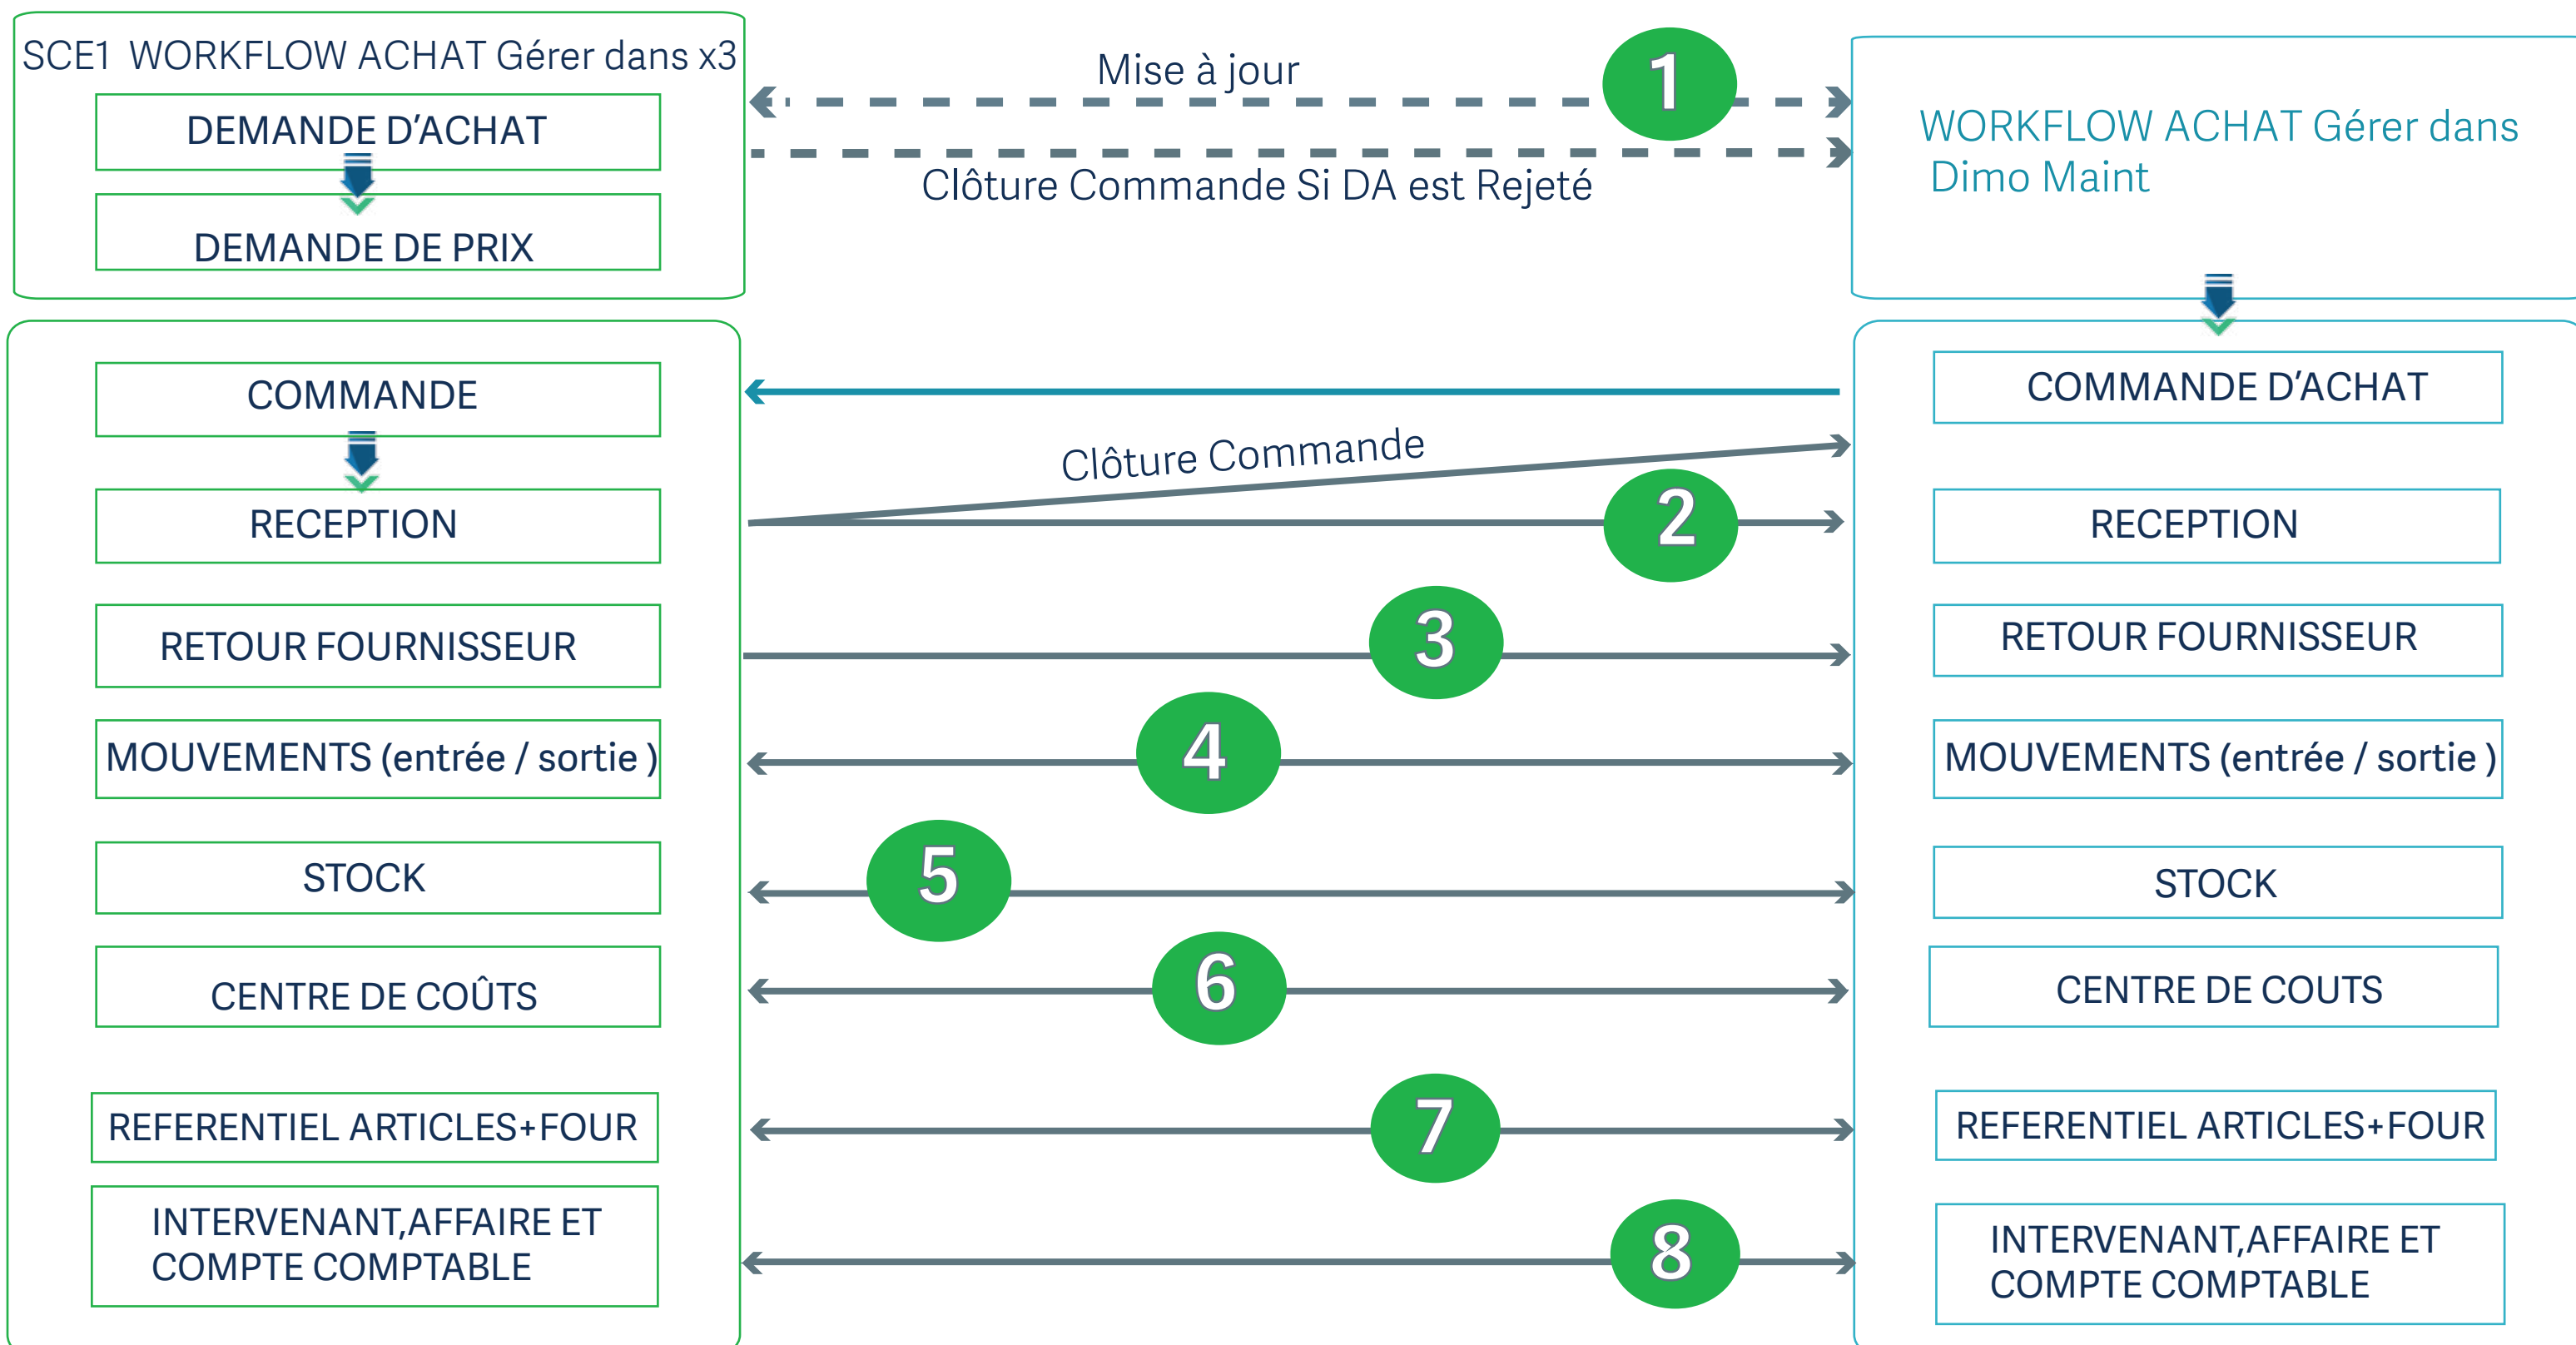 SCE1 WORKFLOW ACHAT Gérer dans x3
DEMANDE D’ACHAT
DEMANDE DE PRIX
Mise à jour
1
Clôture Commande Si DA est Rejeté
WORKFLOW ACHAT Gérer dans
Dimo Maint
COMMANDE
COMMANDE D’ACHAT
Clôture Commande
RECEPTION
2
RECEPTION
RETOUR FOURNISSEUR
3
RETOUR FOURNISSEUR
MOUVEMENTS (entrée / sortie )
4
MOUVEMENTS (entrée / sortie )
STOCK
5
STOCK
CENTRE DE COÛTS
6
CENTRE DE COUTS
REFERENTIEL ARTICLES+FOUR
7
REFERENTIEL ARTICLES+FOUR
INTERVENANT,AFFAIRE ET
COMPTE COMPTABLE
8
INTERVENANT,AFFAIRE ET
COMPTE COMPTABLE